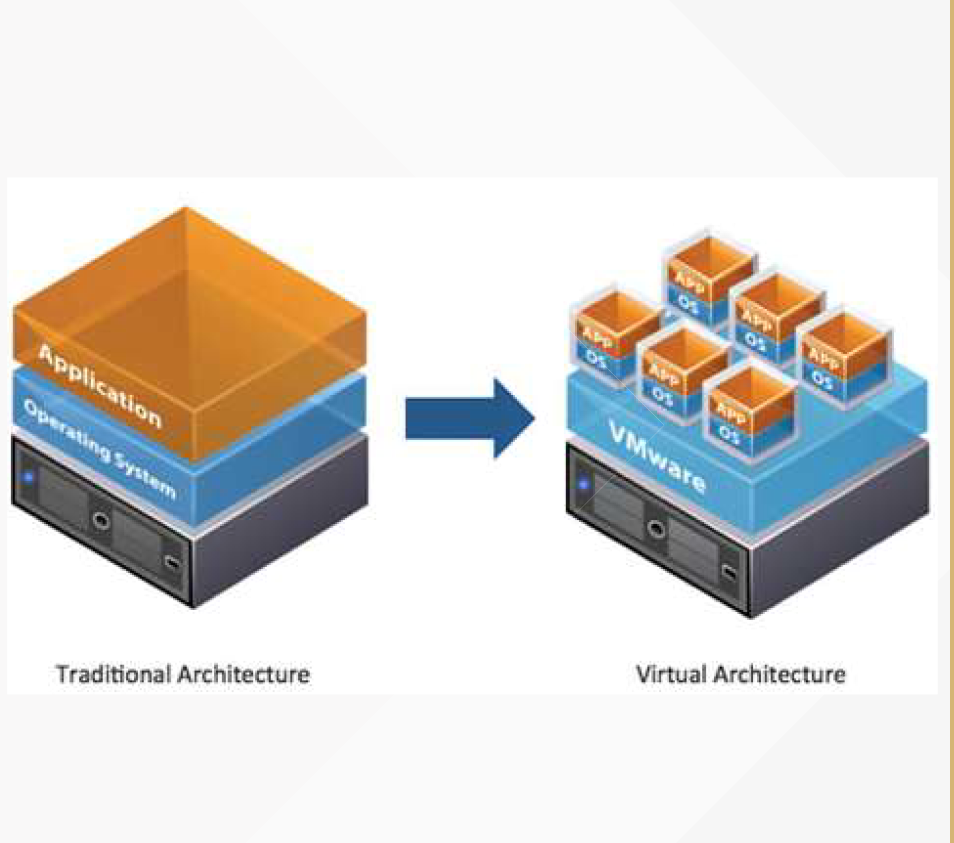 Application
Operating System
APP
OS
APP
OS
APP
OS
APP
OS
APP
OS
APP
OS
VMware
Traditional Architecture
Virtual Architecture